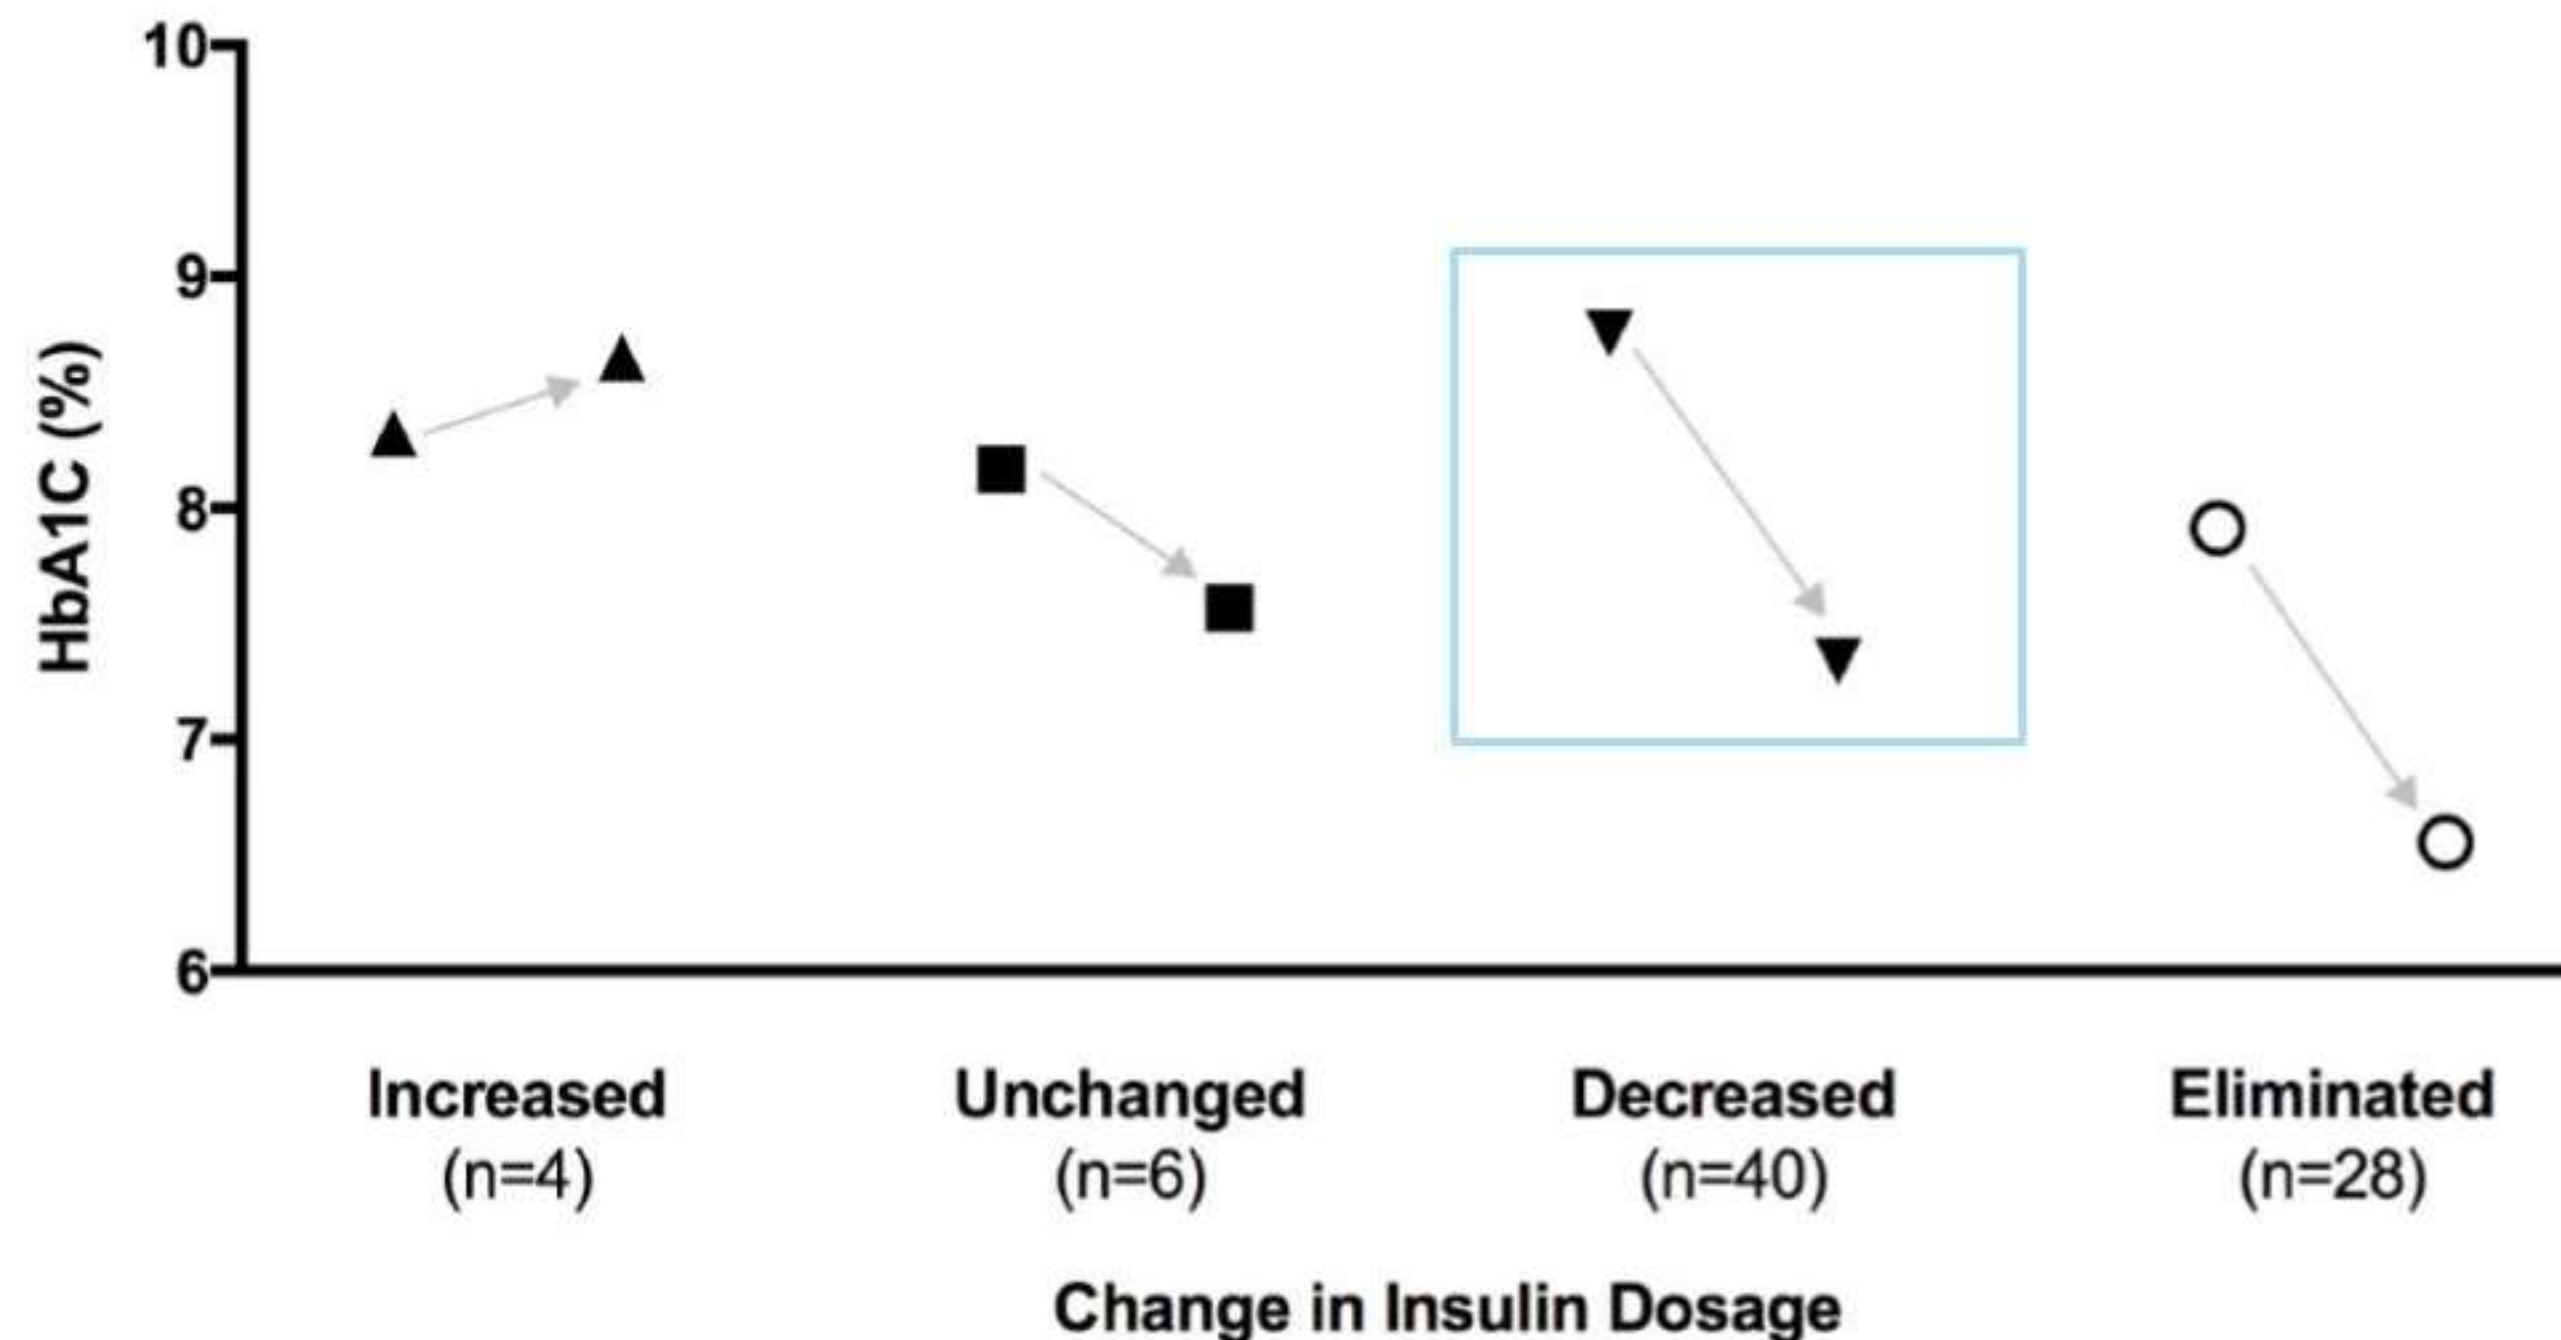 10
9
8
7
6
HbA1C (%)
Increased
(n=4)
Unchanged
(n=6)
Decreased
(n=40)
Eliminated
(n=28)
Change in Insulin Dosage